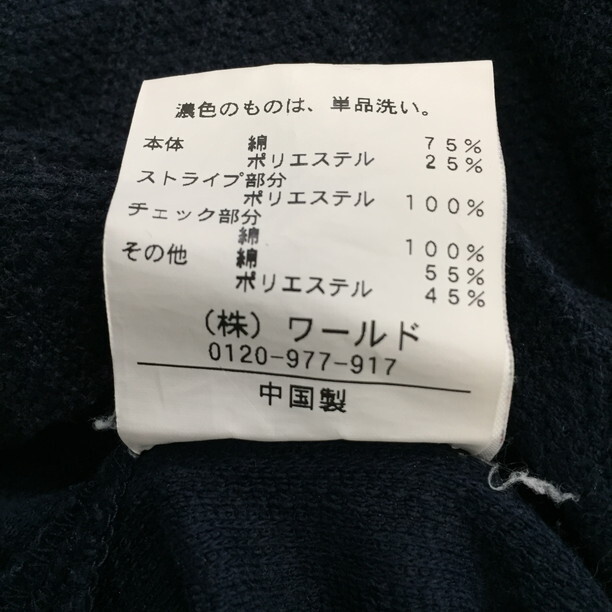 濃色のものは、単品洗い。
本体 綿 75%
ポリエステル 25%
ストライプ部分
ポリエステル 100%
チェック部分
綿 100%
その他 綿 55%
ポリエステル 45%
(株) ワールド
0120-977-917
中国製